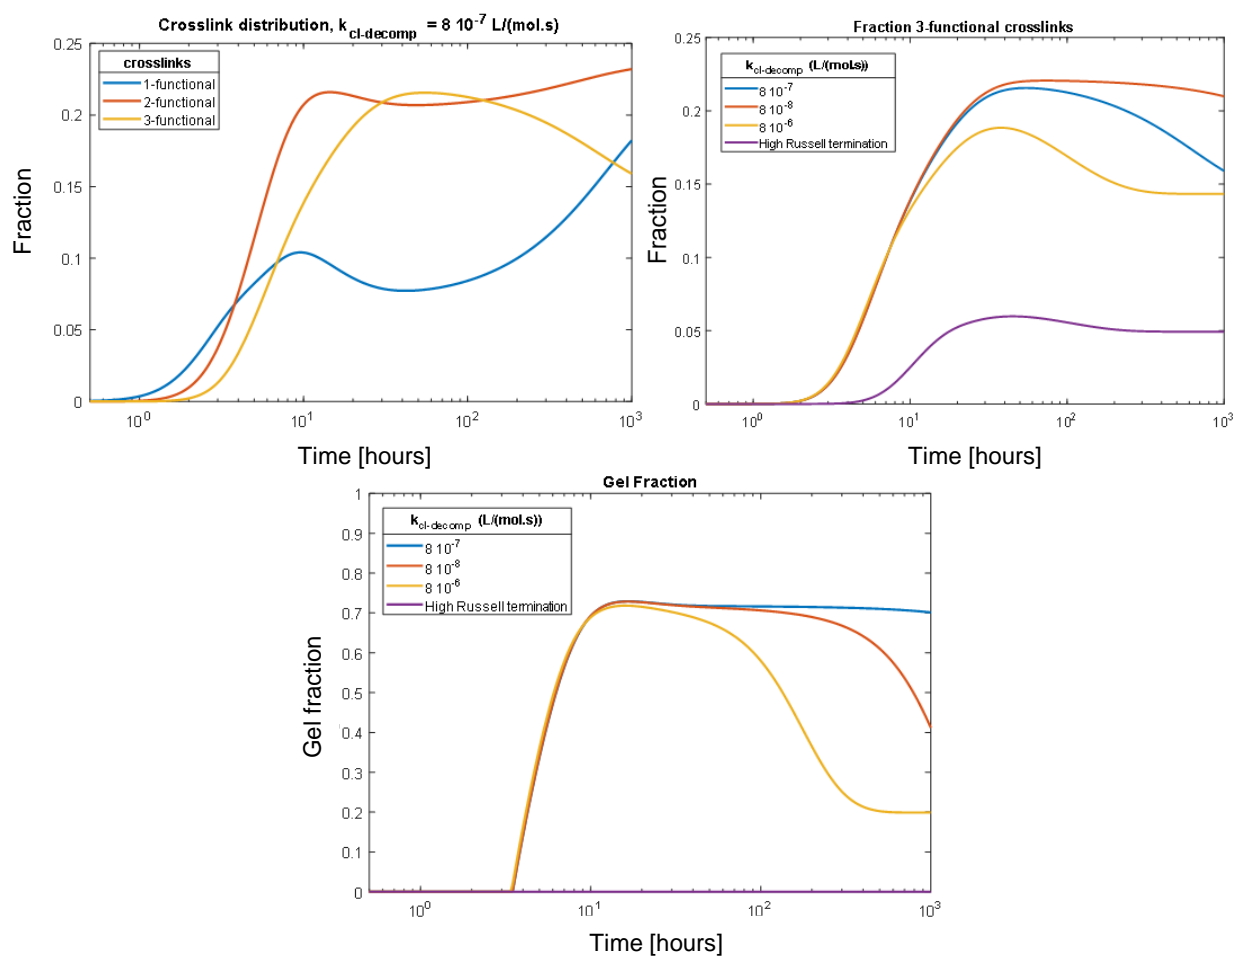 Crosslink distribution, k_cl-decomp = 8 10^-7 L/(mol.s)
0.25
0.2
0.15
0.1
0.05
0
Fraction
crosslinks
1-functional
2-functional
3-functional
10^0
10^1
10^2
10^3
Time [hours]
Fraction 3-functional crosslinks
0.25
0.2
0.15
0.1
0.05
0
Fraction
k_cl-decomp (L/(mol.s))
8 10^-7
8 10^-8
8 10^-6
High Russell termination
10^0
10^1
10^2
10^3
Time [hours]
Gel Fraction
1
0.9
0.8
0.7
0.6
0.5
0.4
0.3
0.2
0.1
0
Gel fraction
k_cl-decomp (L/(mol.s))
8 10^-7
8 10^-8
8 10^-6
High Russell termination
10^0
10^1
10^2
10^3
Time [hours]